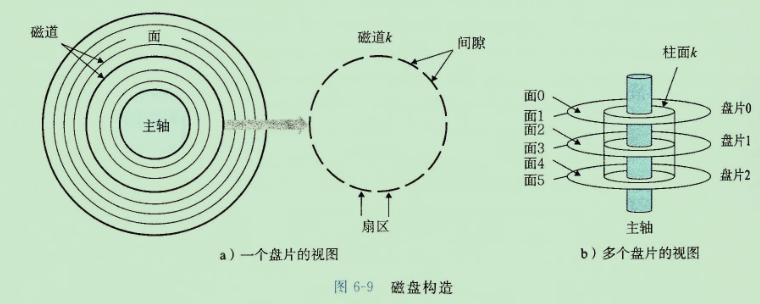 磁道
面
主轴
磁道k
间隙
扇区
a）一个盘片的视图
柱面k
面0
面1
面2
面3
面4
面5
盘片0
盘片1
盘片2
主轴
b）多个盘片的视图
图 6-9 磁盘构造